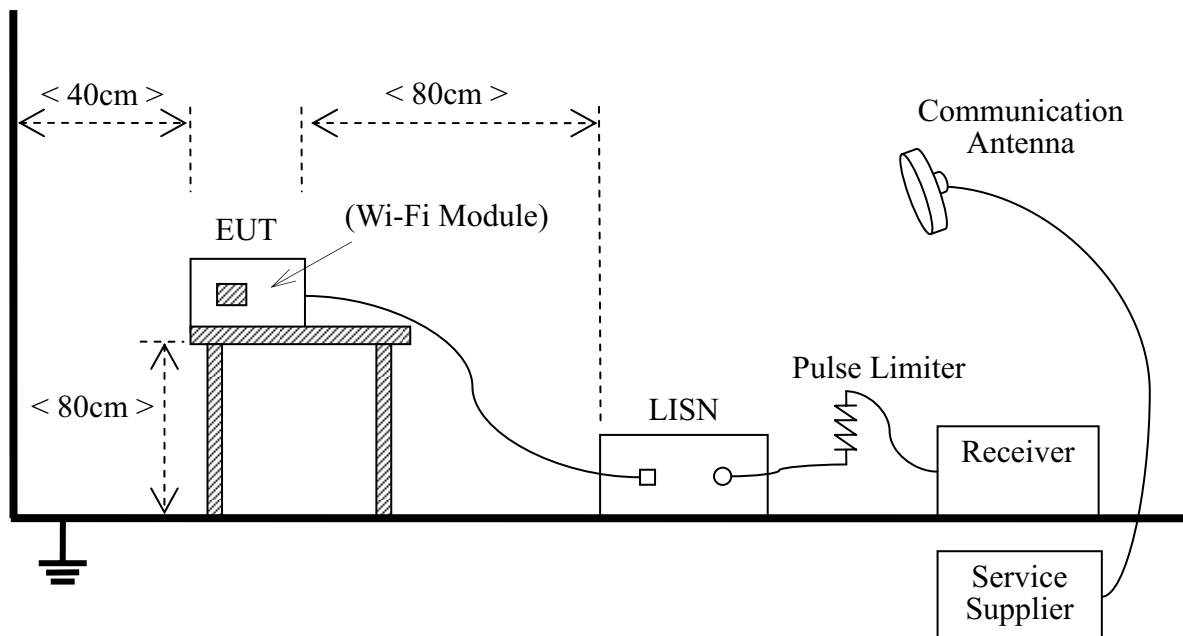 < 40cm >
< 80cm >
Communication
Antenna
(Wi-Fi Module)
EUT
Pulse Limiter
< 80cm >
LISN
Receiver
Service
Supplier